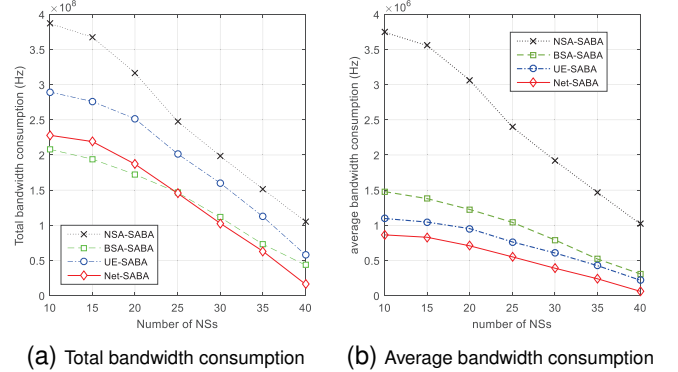 × 10⁸
4
3.5
3
2.5
2
1.5
1
0.5
0
Total bandwidth consumption (Hz)
NSA-SABA
BSA-SABA
UE-SABA
Net-SABA
10 15 20 25 30 35 40
Number of NSs
(a) Total bandwidth consumption
× 10⁶
4
3.5
3
2.5
2
1.5
1
0.5
0
average bandwidth consumption (Hz)
NSA-SABA
BSA-SABA
UE-SABA
Net-SABA
10 15 20 25 30 35 40
number of NSs
(b) Average bandwidth consumption